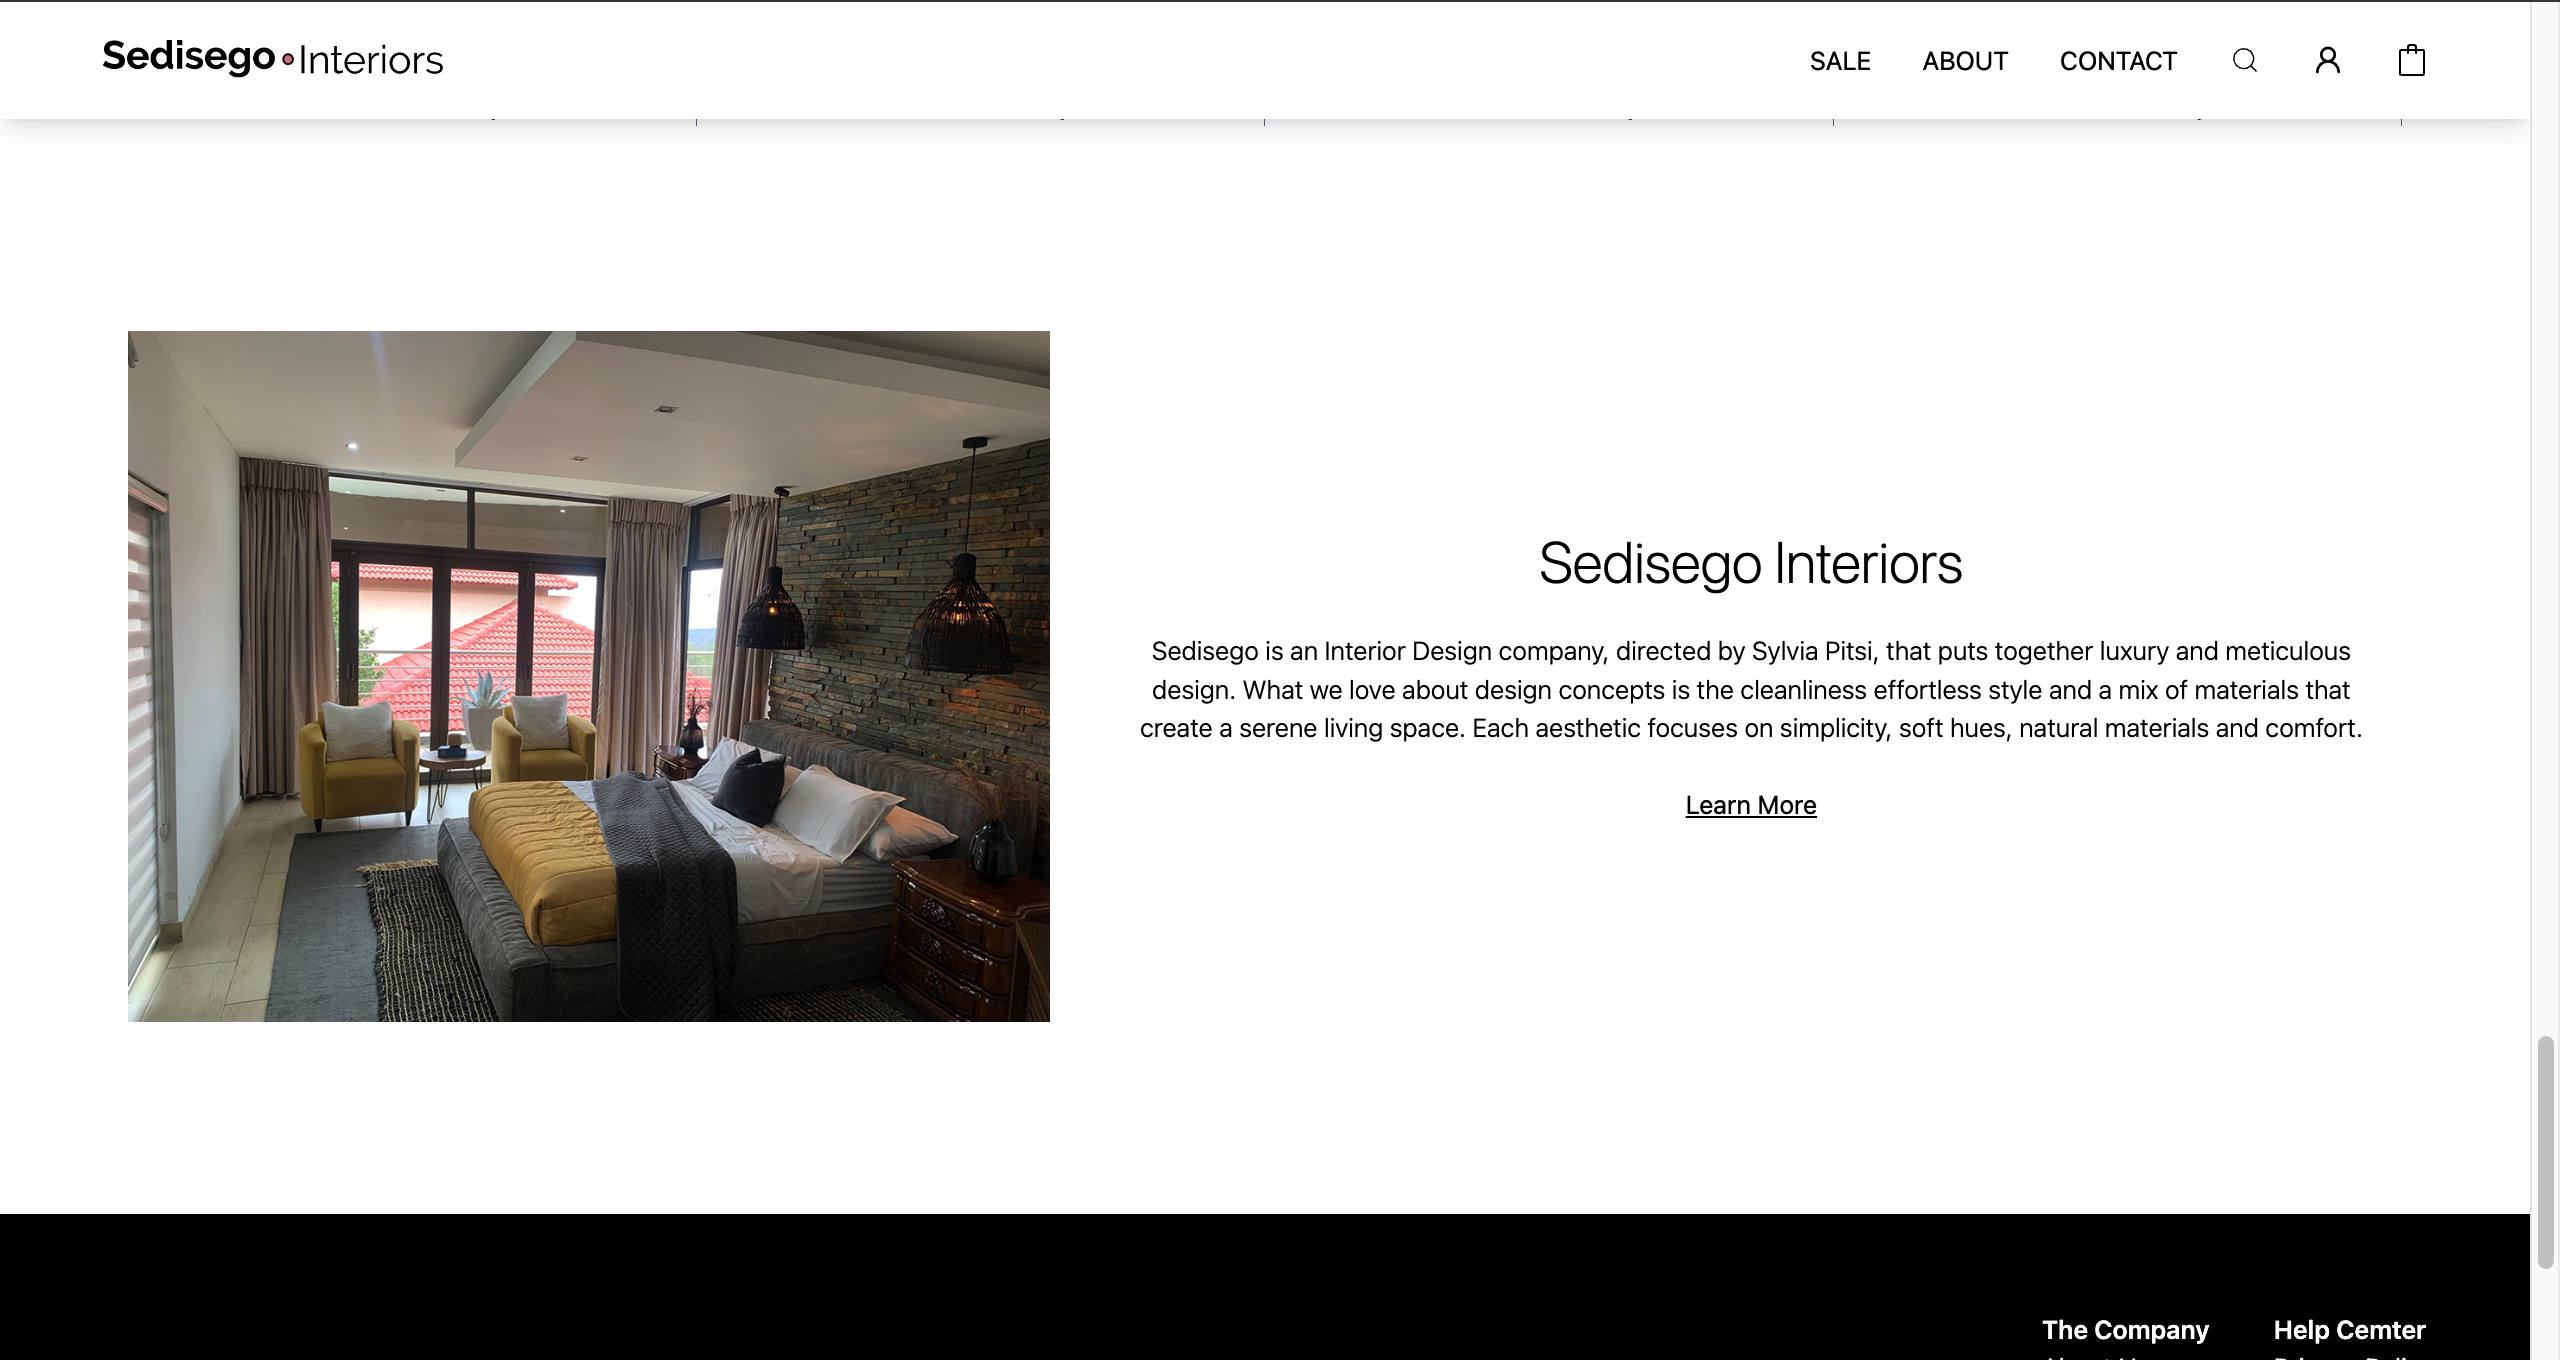 Sedisego Interiors
SALE ABOUT CONTACT
Sedisego Interiors
Sedisego is an Interior Design company, directed by Sylvia Pitsi, that puts together luxury and meticulous
design. What we love about design concepts is the cleanliness effortless style and a mix of materials that
create a serene living space. Each aesthetic focuses on simplicity, soft hues, natural materials and comfort.
Learn More
The Company Help Cemter